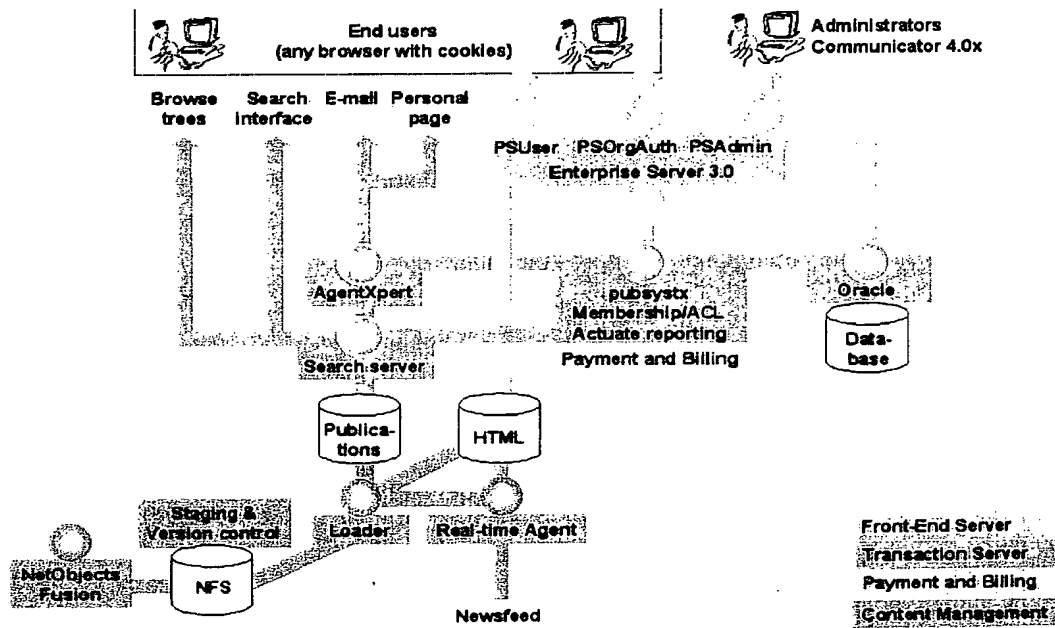 End users
(any browser with cookies)
Administrators
Communicator 4.0x
Browse
trees
Search
interface
E-mail
Personal
page
PSUser PSOrgAuth PSAdmin
Enterprise Server 3.0
AgentXpert
pubsystx
Membership/ACL
Actuate reporting
Payment and Billing
Oracle
Data-
base
Search server
Publica-
tions
HTML
Staging &
Version control
Loader
Real-time Agent
NetObjects
Fusion
NFS
Newsfeed
Front-End Server
Transaction Server
Payment and Billing
Content Management